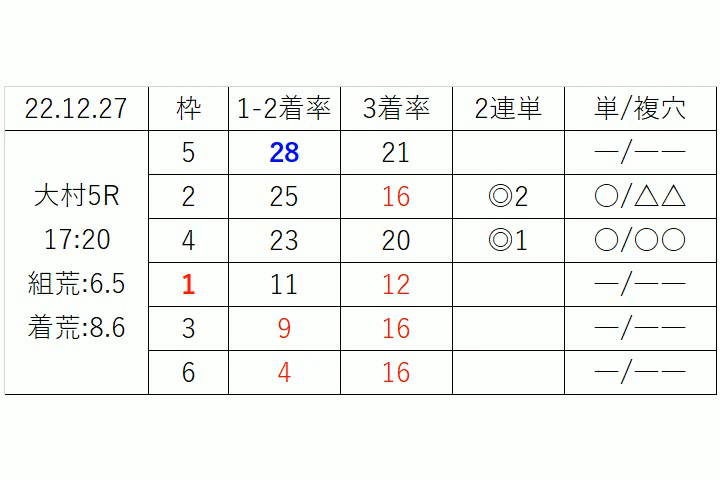 22.12.27 枠 1-2着率 3着率 2連単 単/複穴
5 28 21 ―/――
大村5R 2 25 16 ◎2 ○/△△
17:20 4 23 20 ◎1 ○/○○
組荒:6.5 1 11 12 ―/――
着荒:8.6 3 9 16 ―/――
6 4 16 ―/――